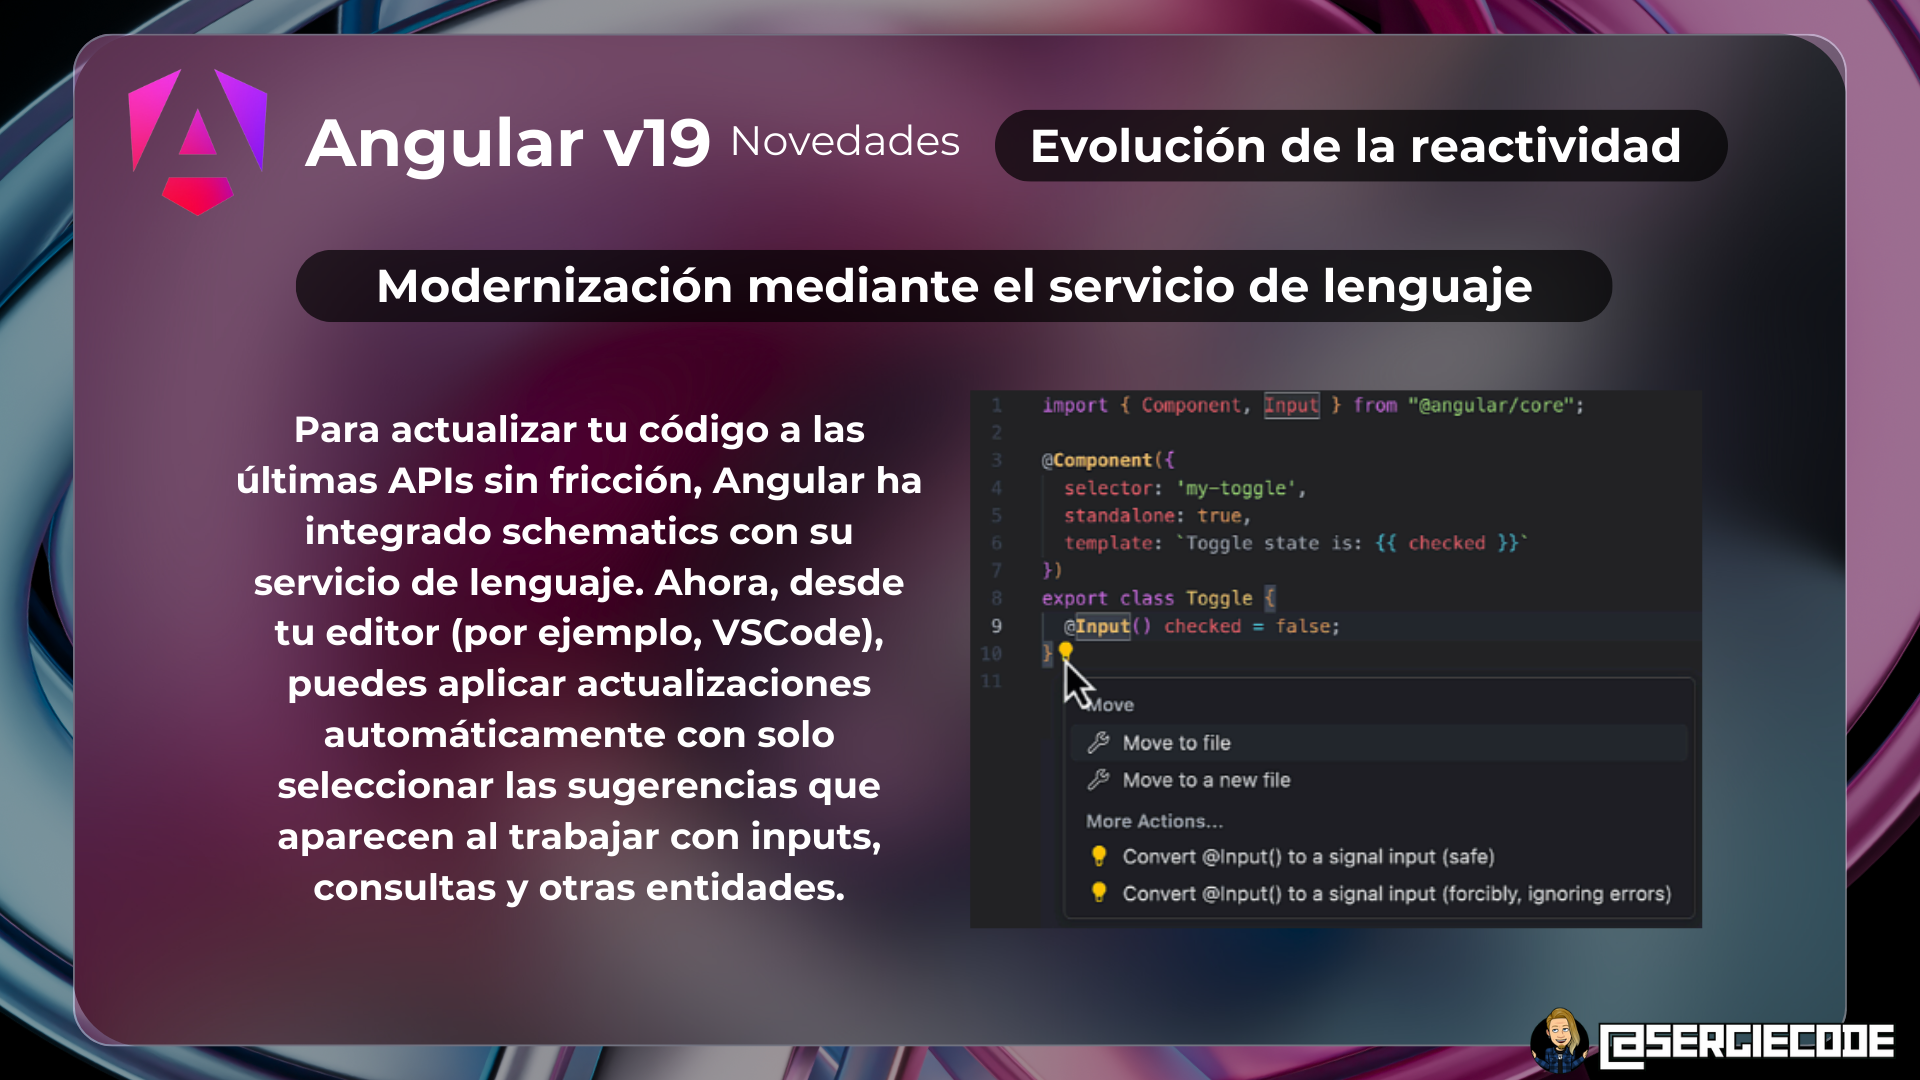 Angular v19 Novedades Evolución de la reactividad
Modernización mediante el servicio de lenguaje
Para actualizar tu código a las
últimas APIs sin fricción, Angular ha
integrado schematics con su
servicio de lenguaje. Ahora, desde
tu editor (por ejemplo, VSCode),
puedes aplicar actualizaciones
automáticamente con solo
seleccionar las sugerencias que
aparecen al trabajar con inputs,
consultas y otras entidades.
1 import { Component, Input } from "@angular/core";
2
3 @Component({
4 selector: 'my-toggle',
5 standalone: true,
6 template: `Toggle state is: {{ checked }}`
7 })
8 export class Toggle {
9 @Input() checked = false;
10 }
11
Move
Move to file
Move to a new file
More Actions...
Convert @Input() to a signal input (safe)
Convert @Input() to a signal input (forcibly, ignoring errors)
@SERGIECODE